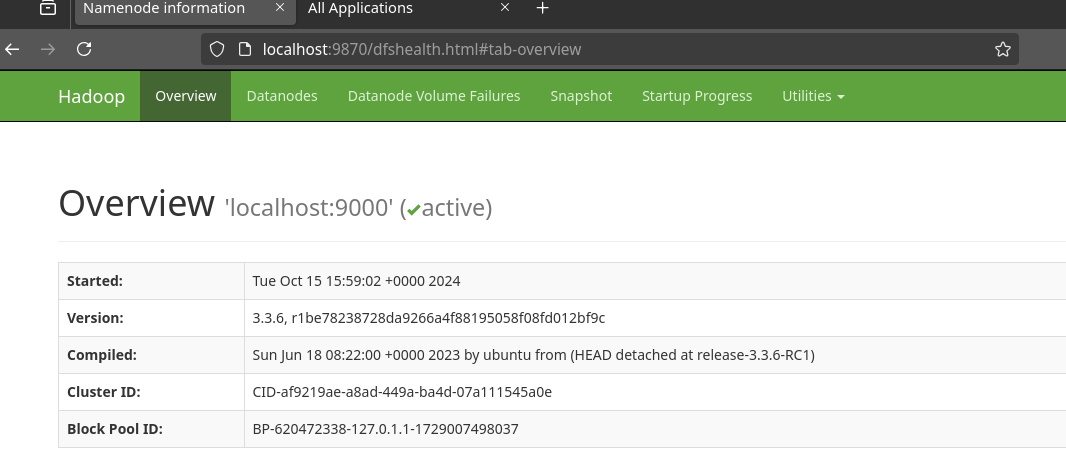 Namenode information All Applications
localhost:9870/dfshealth.html#tab-overview
Hadoop Overview Datanodes Datanode Volume Failures Snapshot Startup Progress Utilities
Overview 'localhost:9000' (✔active)
Started: Tue Oct 15 15:59:02 +0000 2024
Version: 3.3.6, r1be78238728da9266a4f88195058f08fd012bf9c
Compiled: Sun Jun 18 08:22:00 +0000 2023 by ubuntu from (HEAD detached at release-3.3.6-RC1)
Cluster ID: CID-af9219ae-a8ad-449a-ba4d-07a111545a0e
Block Pool ID: BP-620472338-127.0.1.1-1729007498037